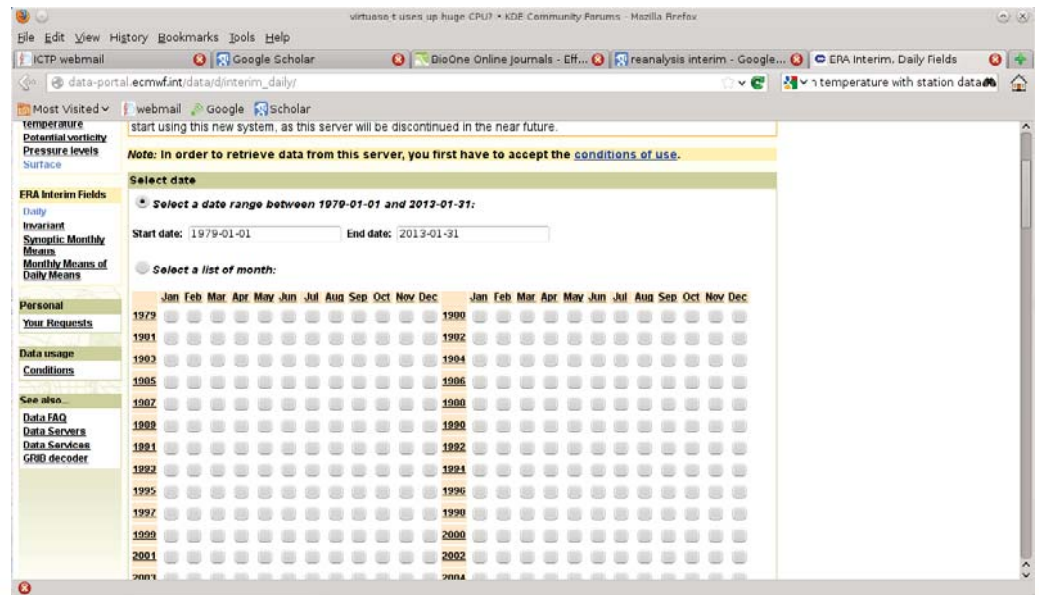 virtuoso_t uses up huge CPU? • KDE Community Forums - Mozilla Firefox
File Edit View History Bookmarks Tools Help
ICTP webmail
Google Scholar
BioOne Online Journals - Eff...
reanalysis interim - Google...
ERA Interim, Daily Fields
data-portal.ecmwf.int/data/d/interim_daily/
n temperature with station data
Most Visited
webmail
Google
Scholar
temperature
Potential vorticity
Pressure levels
Surface
ERA Interim Fields
Daily
Invariant
Synoptic Monthly
Means
Monthly Means of
Daily Means
Personal
Your Requests
Data usage
Conditions
See also...
Data FAQ
Data Servers
Data Services
GRIB decoder
start using this new system, as this server will be discontinued in the near future.
Note: In order to retrieve data from this server, you first have to accept the conditions of use.
Select date
Select a date range between 1979-01-01 and 2013-01-31:
Start date: 1979-01-01 End date: 2013-01-31
Select a list of month:
Jan Feb Mar Apr May Jun Jul Aug Sep Oct Nov Dec Jan Feb Mar Apr May Jun Jul Aug Sep Oct Nov Dec
1979 1980
1981 1982
1983 1984
1985 1986
1987 1988
1989 1990
1991 1992
1993 1994
1995 1996
1997 1998
1999 2000
2001 2002
2003 2004